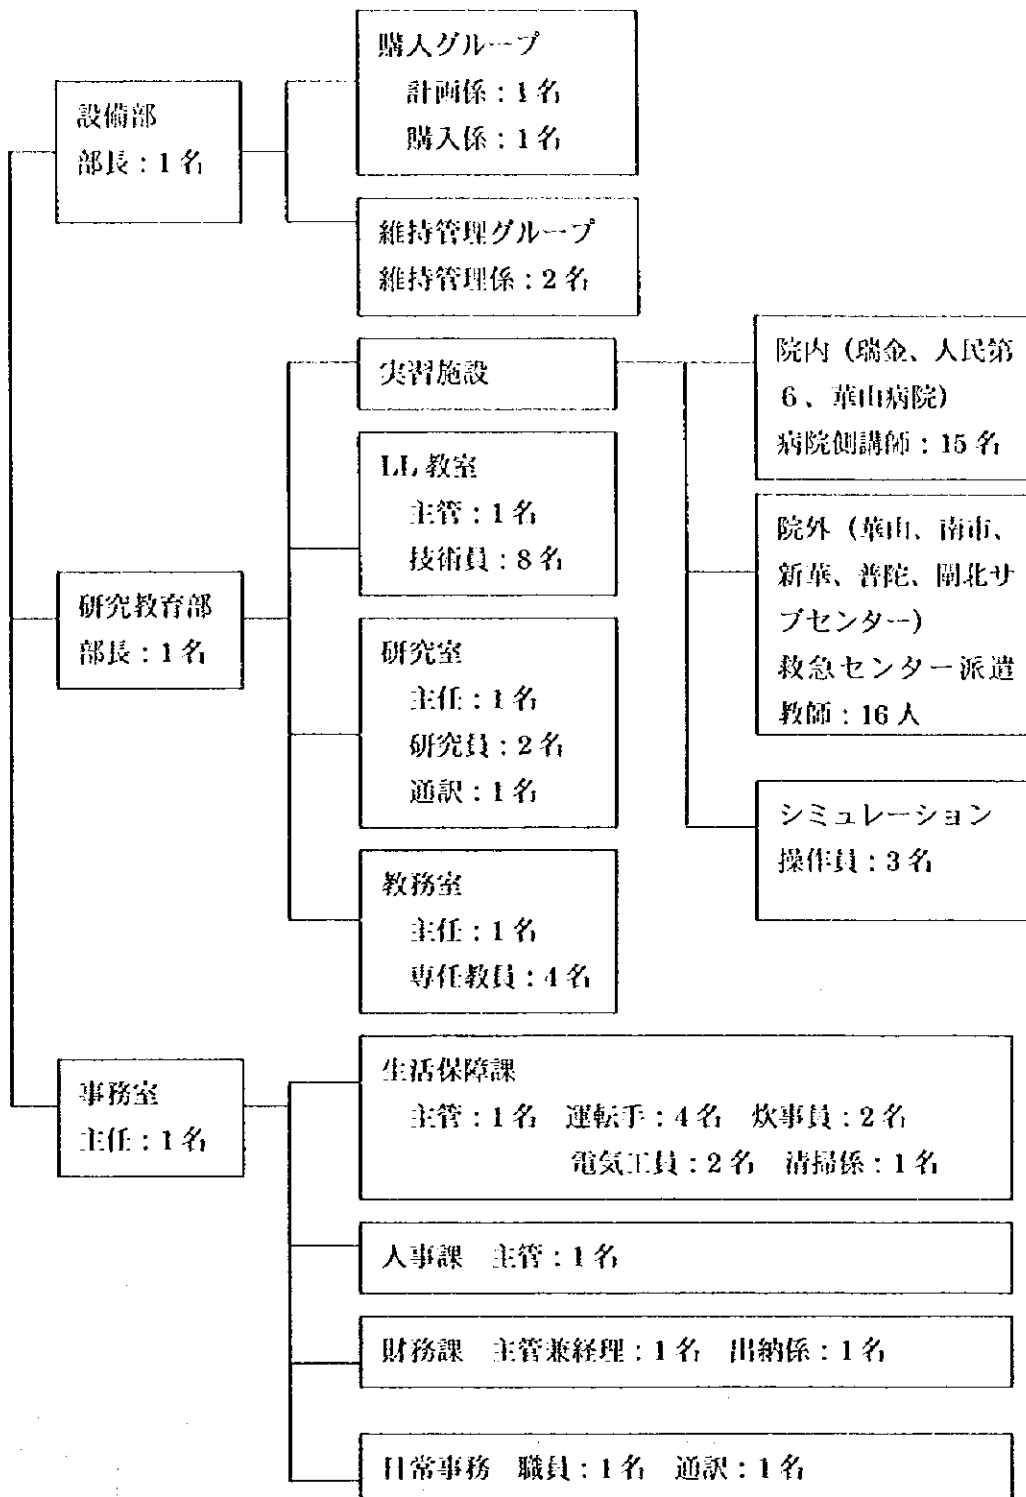 設備部
部長：1名
購入グループ
計画係：1名
購入係：1名
維持管理グループ
維持管理係：2名
研究教育部
部長：1名
実習施設
院内（瑞金、人民第
6、華山病院）
病院側講師：15名
院外（華山、南市、
新華、普陀、閘北サ
ブセンター）
救急センター派遣
教師：16人
シミュレーション
操作員：3名
LL教室
主管：1名
技術員：8名
研究室
主任：1名
研究員：2名
通訳：1名
教務室
主任：1名
専任教員：4名
事務室
主任：1名
生活保障課
主管：1名　運転手：4名　炊事員：2名
電気工員：2名　清掃係：1名
人事課　主管：1名
財務課　主管兼経理：1名　出納係：1名
日常事務　職員：1名　通訳：1名